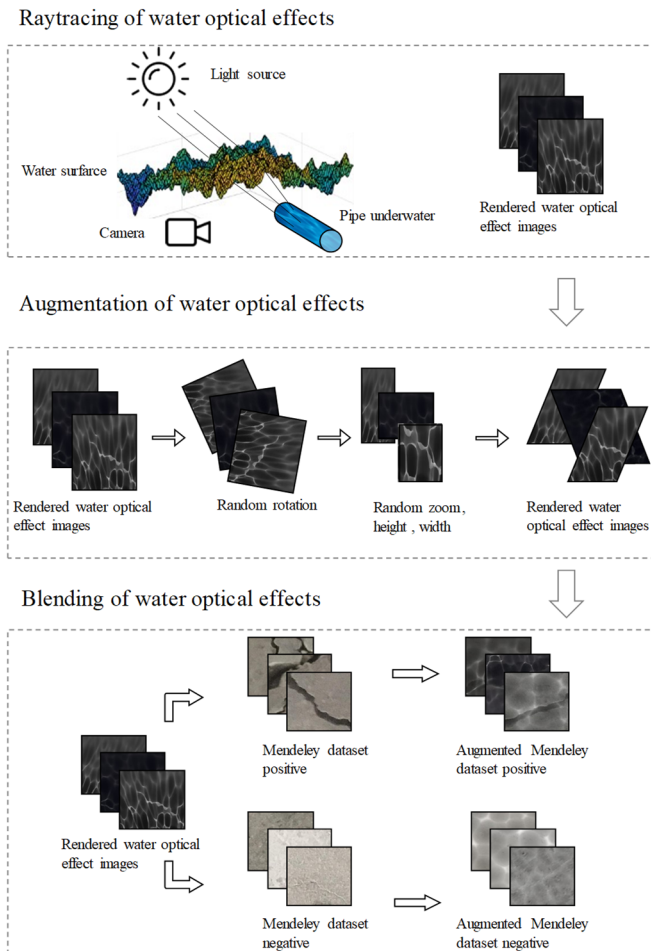 Raytracing of water optical effects
Light source
Water surfarce
Camera
Pipe underwater
Rendered water optical
effect images
Augmentation of water optical effects
Rendered water optical
effect images
Random rotation
Random zoom,
height , width
Rendered water
optical effect images
Blending of water optical effects
Mendeley dataset
positive
Augmented Mendeley
dataset positive
Rendered water optical
effect images
Mendeley dataset
negative
Augmented Mendeley
dataset negative